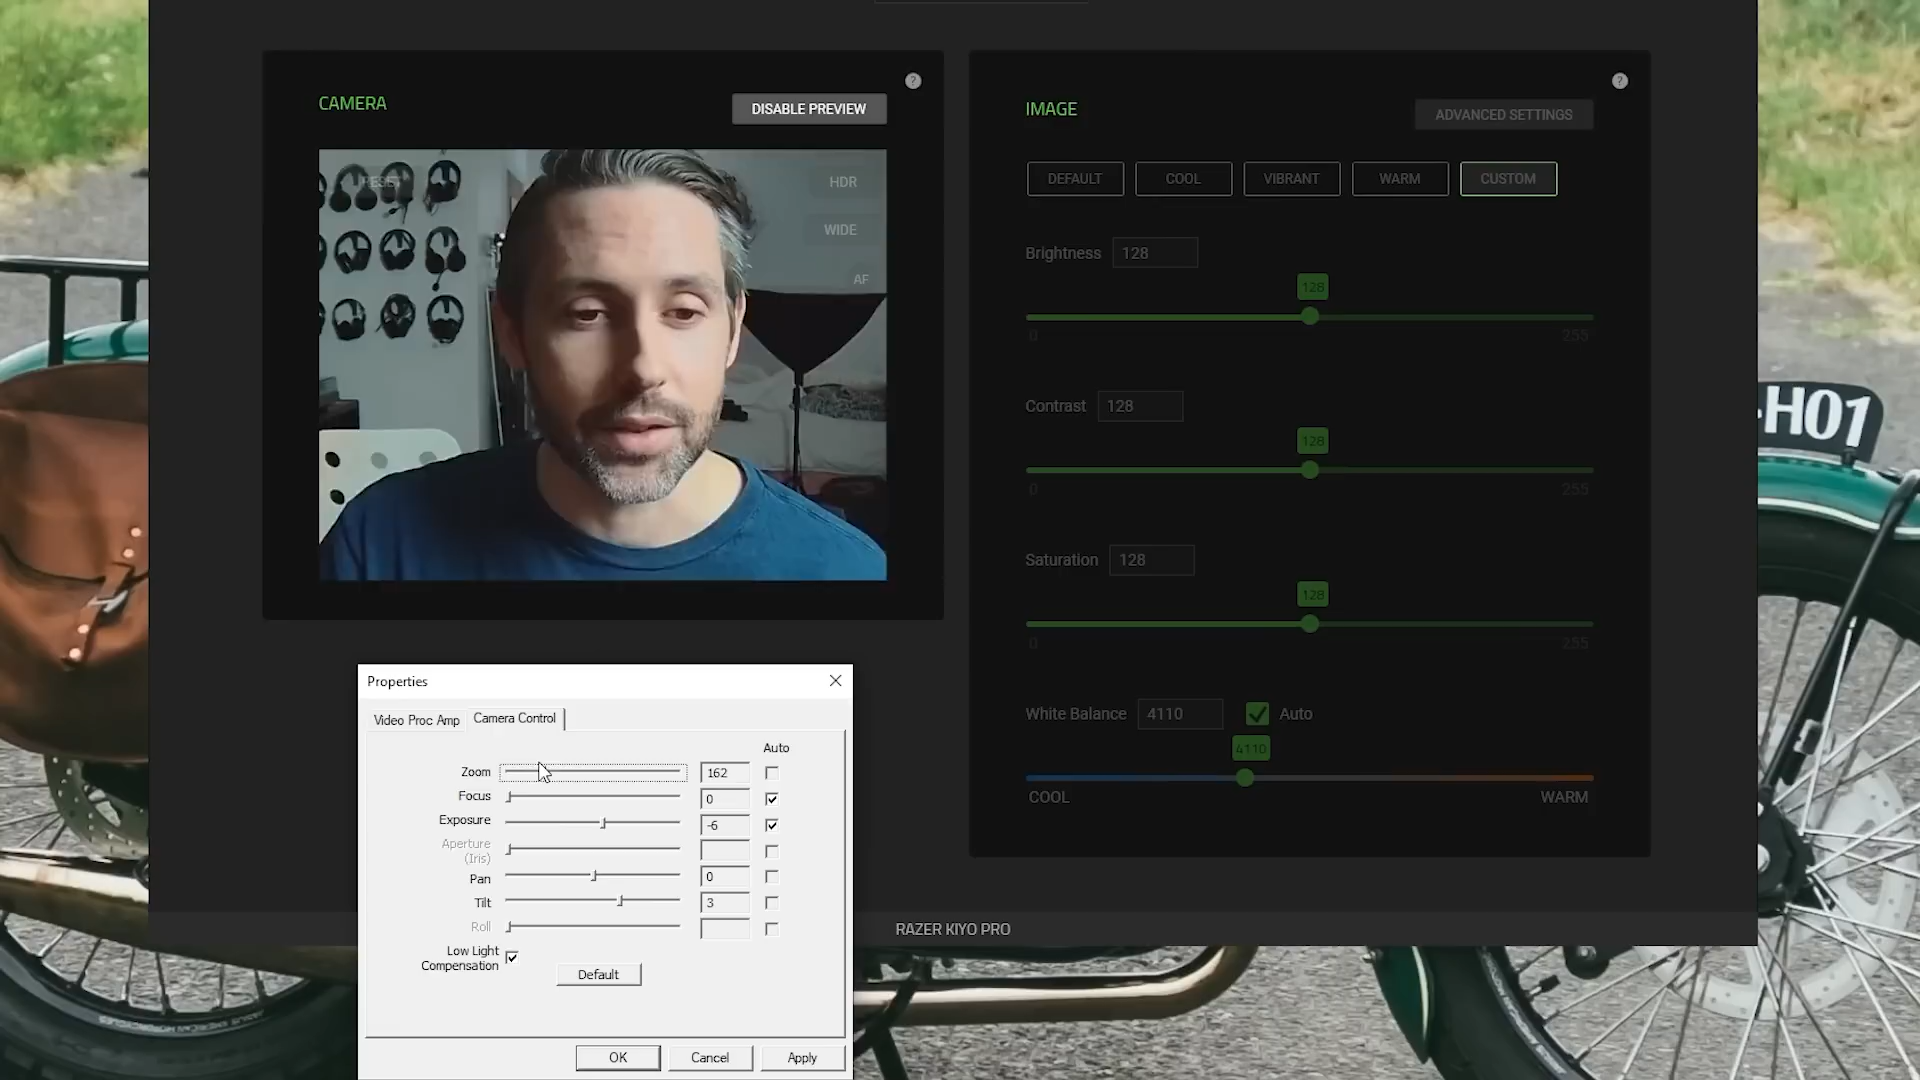 CAMERA
DISABLE PREVIEW
?
RESET
HDR
WIDE
AF
IMAGE
ADVANCED SETTINGS
?
DEFAULT COOL VIBRANT WARM CUSTOM
Brightness 128
128
0 255
Contrast 128
128
0 255
Saturation 128
128
0 255
White Balance 4110 Auto
4110
COOL WARM
RAZER KIYO PRO
-H01
Properties
Video Proc Amp Camera Control
Auto
Zoom 162
Focus 0
Exposure -6
Aperture
(Iris)
Pan 0
Tilt 3
Roll
Low Light
Compensation
Default
OK Cancel Apply